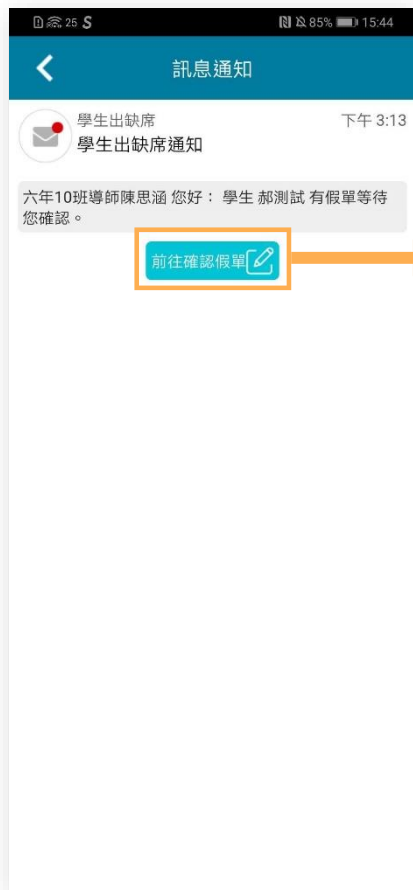 25 S 85% 15:44
訊息通知
學生出缺席 下午 3:13
學生出缺席通知
六年10班導師陳思涵 您好： 學生 郝測試 有假單等待
您確認。
前往確認假單